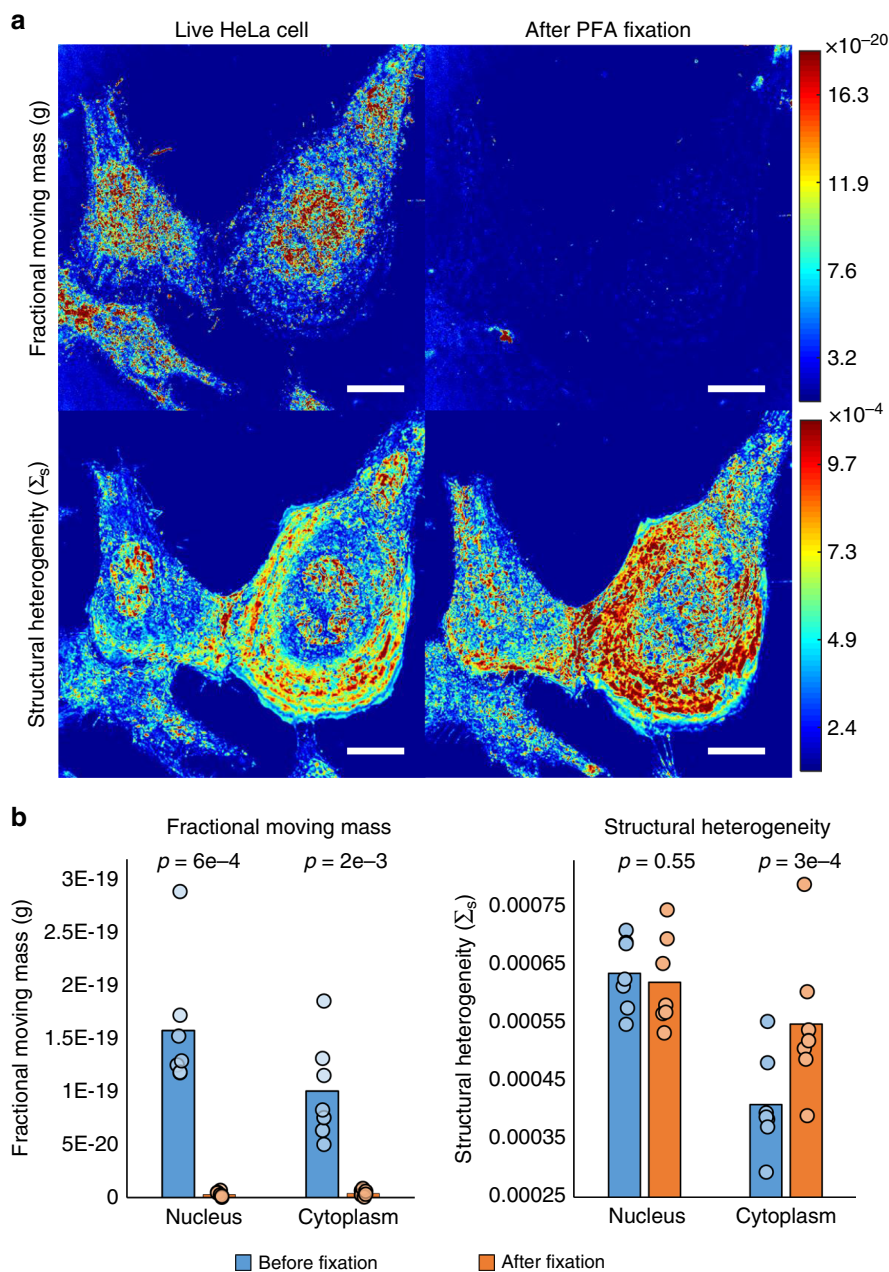 a
Live HeLa cell
After PFA fixation
Fractional moving mass (g)
×10–20
16.3
11.9
7.6
3.2
Structural heterogeneity (Σs)
×10–4
9.7
7.3
4.9
2.4
b
Fractional moving mass
p = 6e–4
p = 2e–3
Fractional moving mass (g)
3E-19
2.5E-19
2E-19
1.5E-19
1E-19
5E-20
0
Nucleus
Cytoplasm
Structural heterogeneity
p = 0.55
p = 3e–4
Structural heterogeneity (Σs)
0.00075
0.00065
0.00055
0.00045
0.00035
0.00025
Nucleus
Cytoplasm
Before fixation
After fixation